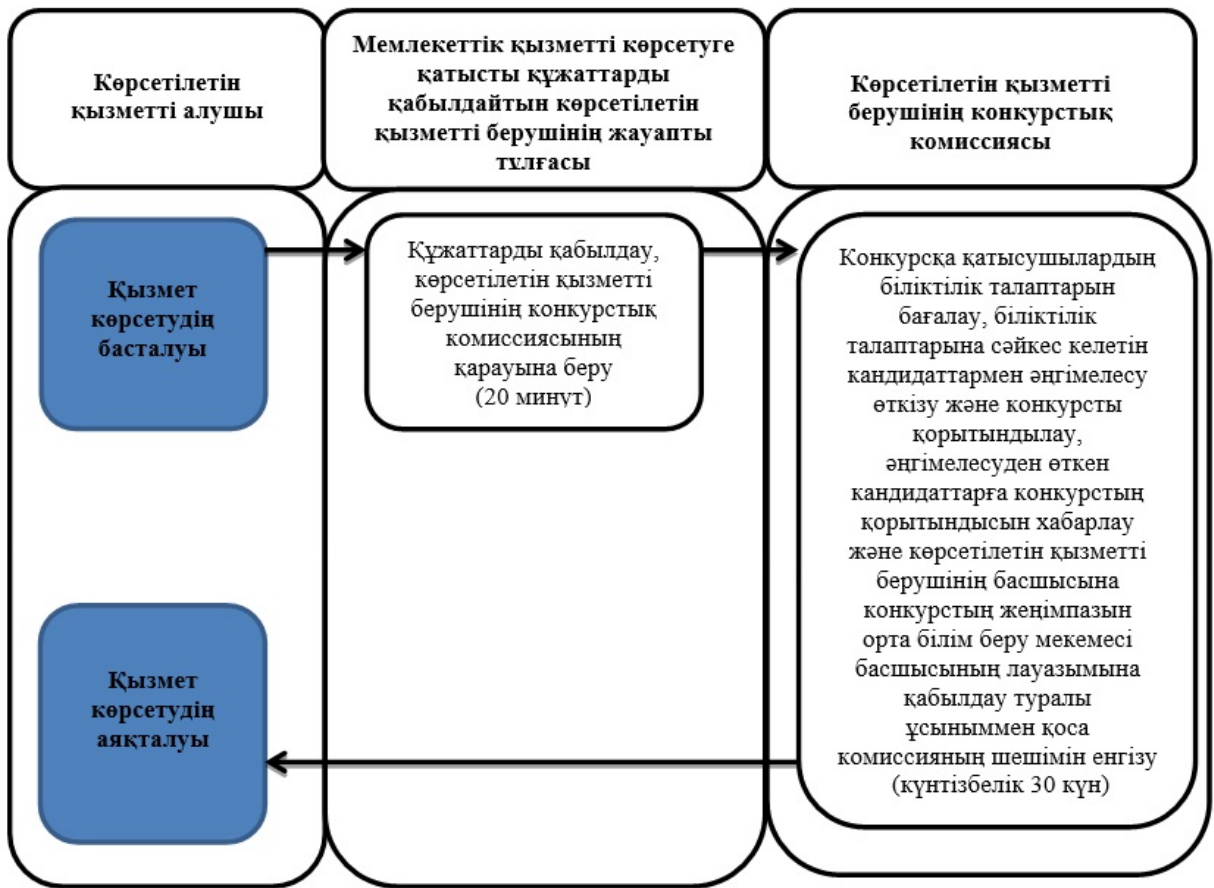 Көрсетілетін
қызметті алушы
Мемлекеттік қызметті көрсетуге
қатысты құжаттарды
қабылдайтын көрсетілетін
қызметті берушінің жауапты
тұлғасы
Көрсетілетін қызметті
берушінің конкурстық
комиссиясы
Қызмет
көрсетудің
басталуы
Құжаттарды қабылдау,
көрсетілетін қызметті
берушінің конкурстық
комиссиясының
қарауына беру
(20 минут)
Конкурсқа қатысушылардың
біліктілік талаптарын
бағалау, біліктілік
талаптарына сәйкес келетін
кандидаттармен әңгімелесу
өткізу және конкурсты
қорытындылау,
әңгімелесуден өткен
кандидаттарға конкурстың
қорытындысын хабарлау
және көрсетілетін қызметті
берушінің басшысына
конкурстың жеңімпазын
орта білім беру мекемесі
басшысының лауазымына
қабылдау туралы
ұсыныммен қоса
комиссияның шешімін енгізу
(күнтізбелік 30 күн)
Қызмет
көрсетудің
аяқталуы